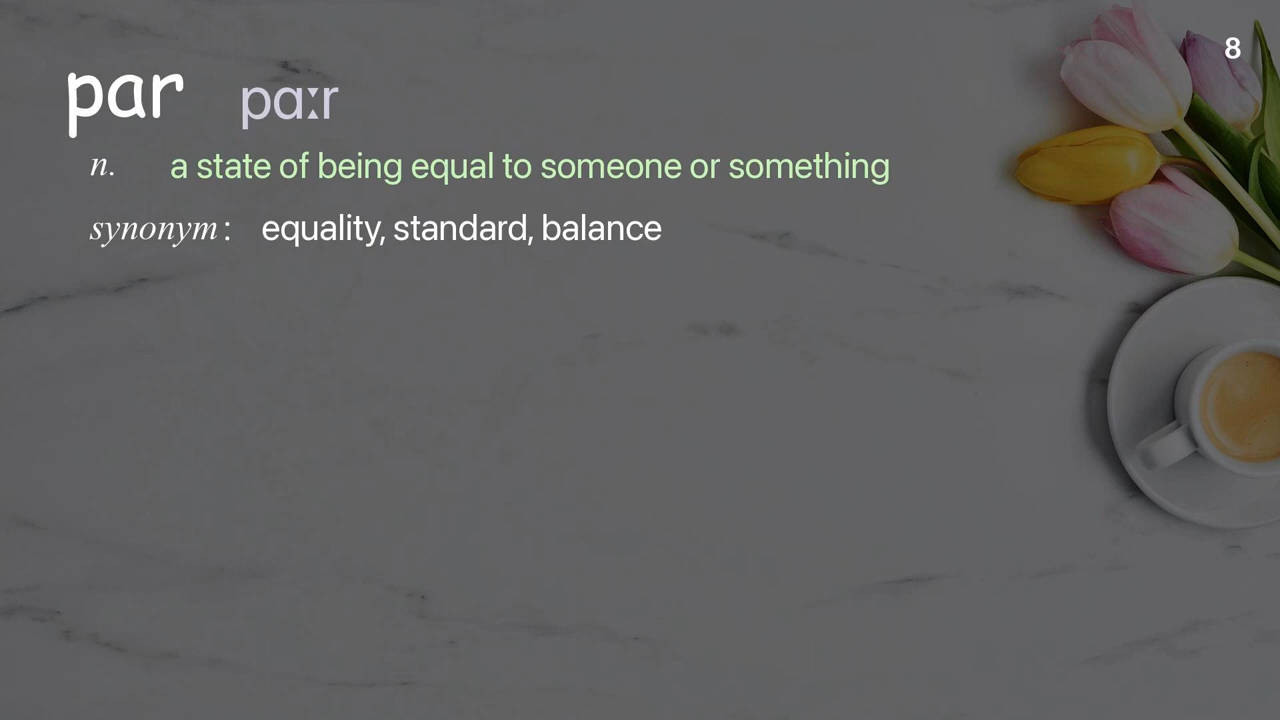 8
par pɑːr
n. a state of being equal to someone or something
synonym : equality, standard, balance